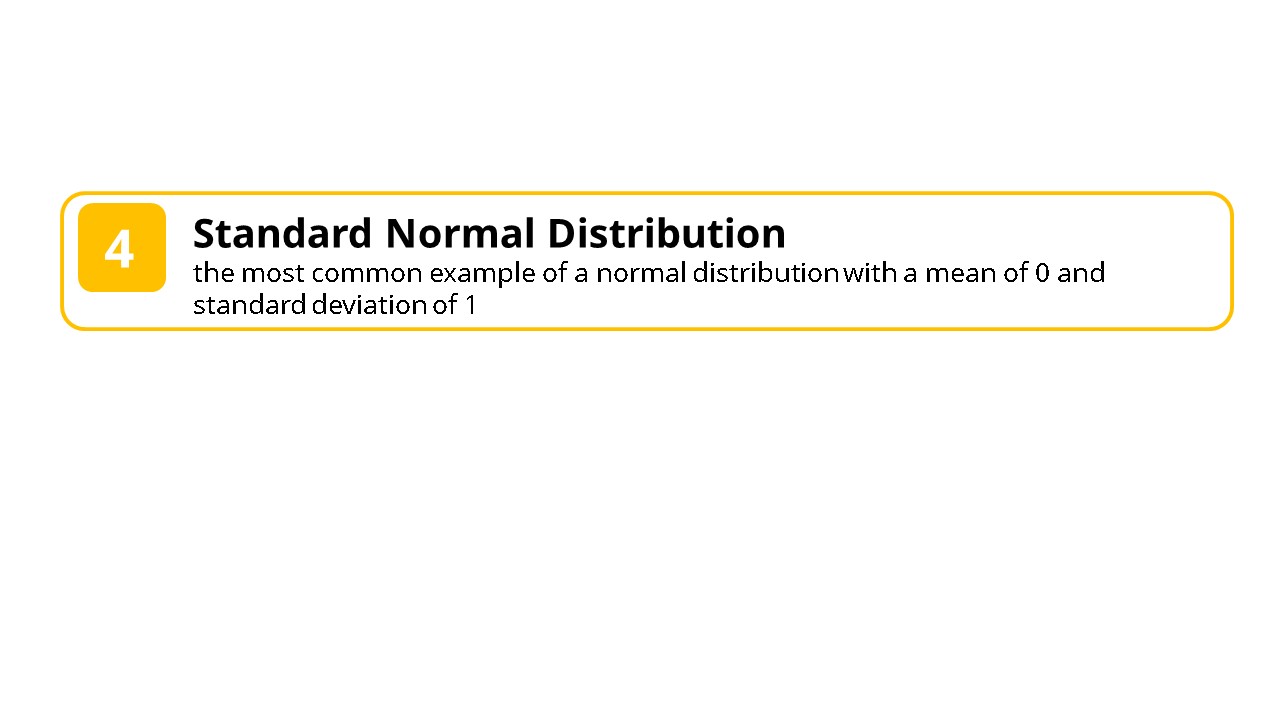 4
Standard Normal Distribution
the most common example of a normal distribution with a mean of 0 and
standard deviation of 1